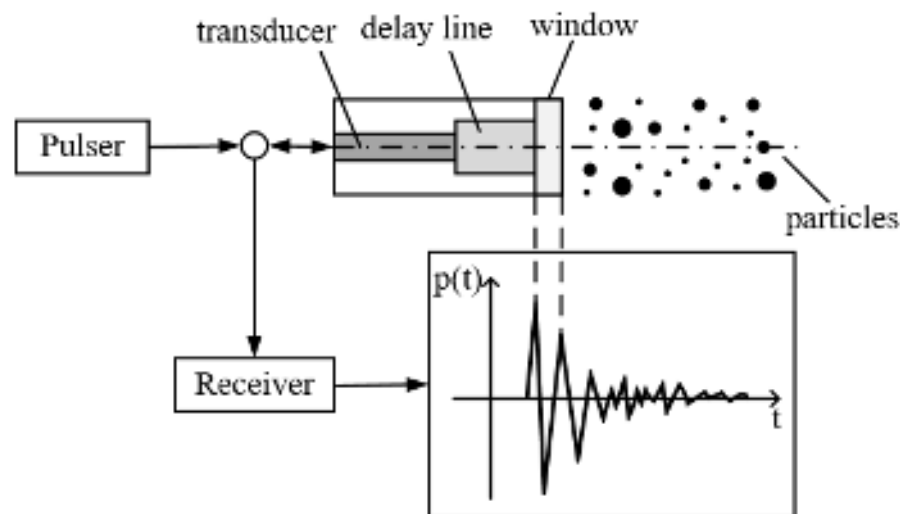 transducer
delay line
window
Pulser
particles
p(t)
Receiver
t